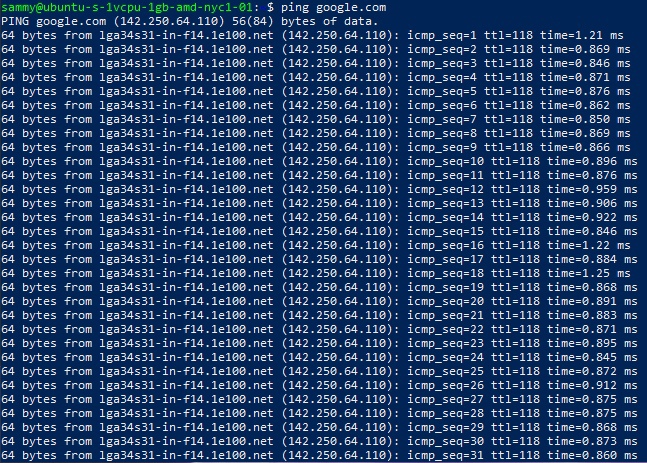 sammy@ubuntu-s-1vcpu-1gb-amd-nyc1-01: $ ping google.com
PING google.com (142.250.64.110) 56(84) bytes of data.
64 bytes from lga34s31-in-f14.1e100.net (142.250.64.110): icmp_seq=1 ttl=118 time=1.21 ms
64 bytes from lga34s31-in-f14.1e100.net (142.250.64.110): icmp_seq=2 ttl=118 time=0.869 ms
64 bytes from lga34s31-in-f14.1e100.net (142.250.64.110): icmp_seq=3 ttl=118 time=0.846 ms
64 bytes from lga34s31-in-f14.1e100.net (142.250.64.110): icmp_seq=4 ttl=118 time=0.871 ms
64 bytes from lga34s31-in-f14.1e100.net (142.250.64.110): icmp_seq=5 ttl=118 time=0.876 ms
64 bytes from lga34s31-in-f14.1e100.net (142.250.64.110): icmp_seq=6 ttl=118 time=0.862 ms
64 bytes from lga34s31-in-f14.1e100.net (142.250.64.110): icmp_seq=7 ttl=118 time=0.850 ms
64 bytes from lga34s31-in-f14.1e100.net (142.250.64.110): icmp_seq=8 ttl=118 time=0.869 ms
64 bytes from lga34s31-in-f14.1e100.net (142.250.64.110): icmp_seq=9 ttl=118 time=0.866 ms
64 bytes from lga34s31-in-f14.1e100.net (142.250.64.110): icmp_seq=10 ttl=118 time=0.896 ms
64 bytes from lga34s31-in-f14.1e100.net (142.250.64.110): icmp_seq=11 ttl=118 time=0.876 ms
64 bytes from lga34s31-in-f14.1e100.net (142.250.64.110): icmp_seq=12 ttl=118 time=0.959 ms
64 bytes from lga34s31-in-f14.1e100.net (142.250.64.110): icmp_seq=13 ttl=118 time=0.906 ms
64 bytes from lga34s31-in-f14.1e100.net (142.250.64.110): icmp_seq=14 ttl=118 time=0.922 ms
64 bytes from lga34s31-in-f14.1e100.net (142.250.64.110): icmp_seq=15 ttl=118 time=0.846 ms
64 bytes from lga34s31-in-f14.1e100.net (142.250.64.110): icmp_seq=16 ttl=118 time=1.22 ms
64 bytes from lga34s31-in-f14.1e100.net (142.250.64.110): icmp_seq=17 ttl=118 time=0.884 ms
64 bytes from lga34s31-in-f14.1e100.net (142.250.64.110): icmp_seq=18 ttl=118 time=1.25 ms
64 bytes from lga34s31-in-f14.1e100.net (142.250.64.110): icmp_seq=19 ttl=118 time=0.868 ms
64 bytes from lga34s31-in-f14.1e100.net (142.250.64.110): icmp_seq=20 ttl=118 time=0.891 ms
64 bytes from lga34s31-in-f14.1e100.net (142.250.64.110): icmp_seq=21 ttl=118 time=0.883 ms
64 bytes from lga34s31-in-f14.1e100.net (142.250.64.110): icmp_seq=22 ttl=118 time=0.871 ms
64 bytes from lga34s31-in-f14.1e100.net (142.250.64.110): icmp_seq=23 ttl=118 time=0.895 ms
64 bytes from lga34s31-in-f14.1e100.net (142.250.64.110): icmp_seq=24 ttl=118 time=0.845 ms
64 bytes from lga34s31-in-f14.1e100.net (142.250.64.110): icmp_seq=25 ttl=118 time=0.872 ms
64 bytes from lga34s31-in-f14.1e100.net (142.250.64.110): icmp_seq=26 ttl=118 time=0.912 ms
64 bytes from lga34s31-in-f14.1e100.net (142.250.64.110): icmp_seq=27 ttl=118 time=0.875 ms
64 bytes from lga34s31-in-f14.1e100.net (142.250.64.110): icmp_seq=28 ttl=118 time=0.875 ms
64 bytes from lga34s31-in-f14.1e100.net (142.250.64.110): icmp_seq=29 ttl=118 time=0.868 ms
64 bytes from lga34s31-in-f14.1e100.net (142.250.64.110): icmp_seq=30 ttl=118 time=0.873 ms
64 bytes from lga34s31-in-f14.1e100.net (142.250.64.110): icmp_seq=31 ttl=118 time=0.860 ms